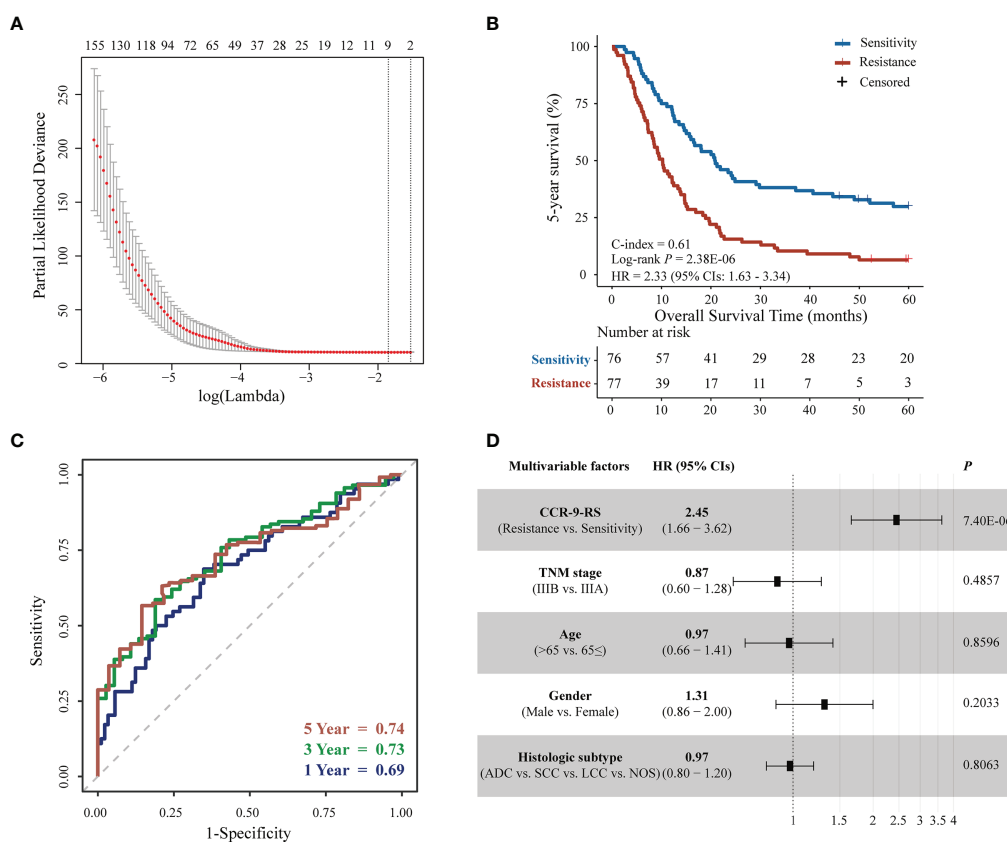 A
155 130 118 94 72 65 49 37 28 25 19 12 11 9 2
Partial Likelihood Deviance
250
200
150
100
50
0
−6 −5 −4 −3 −2
log(Lambda)
B
5-year survival (%)
100
75
50
25
0
Sensitivity
Resistance
Censored
C-index = 0.61
Log-rank P = 2.38E-06
HR = 2.33 (95% CIs: 1.63 - 3.34)
0 10 20 30 40 50 60
Overall Survival Time (months)
Number at risk
Sensitivity 76 57 41 29 28 23 20
Resistance 77 39 17 11 7 5 3
0 10 20 30 40 50 60
C
Sensitivity
1.00
0.75
0.50
0.25
0.00
5 Year = 0.74
3 Year = 0.73
1 Year = 0.69
0.00 0.25 0.50 0.75 1.00
1-Specificity
D
Multivariable factors HR (95% CIs) P
CCR-9-RS 2.45
(Resistance vs. Sensitivity) (1.66 − 3.62)
7.40E-06
TNM stage 0.87
(IIIB vs. IIIA) (0.60 − 1.28)
0.4857
Age 0.97
(>65 vs. 65≤) (0.66 − 1.41)
0.8596
Gender 1.31
(Male vs. Female) (0.86 − 2.00)
0.2033
Histologic subtype 0.97
(ADC vs. SCC vs. LCC vs. NOS) (0.80 − 1.20)
0.8063
1 1.5 2 2.5 3 3.5 4